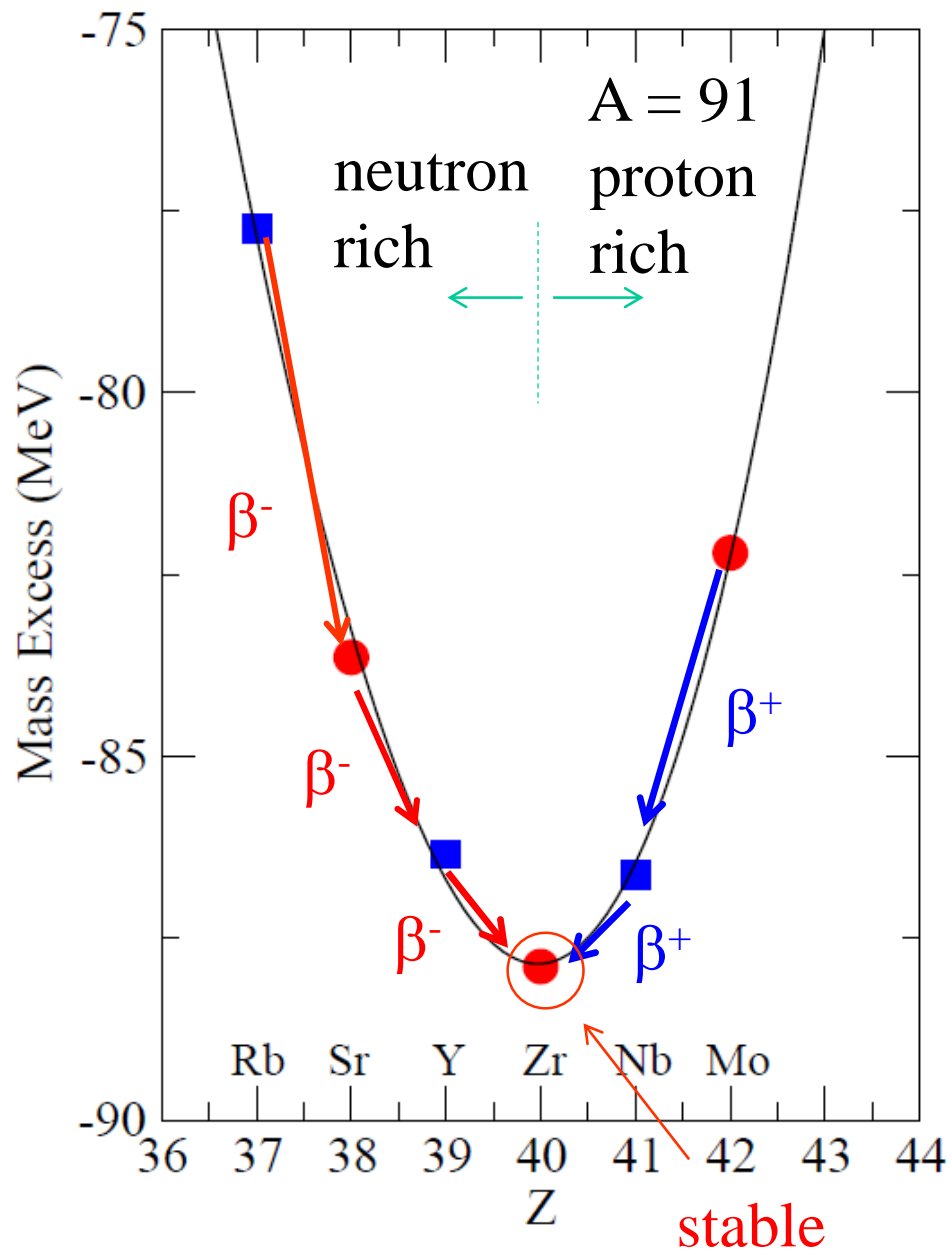 -75
A = 91
neutron
rich
proton
rich
-80
Mass Excess (MeV)
β-
β+
-85
β-
β-
β+
Rb Sr Y Zr Nb Mo
-90
36 37 38 39 40 41 42 43 44
Z
stable